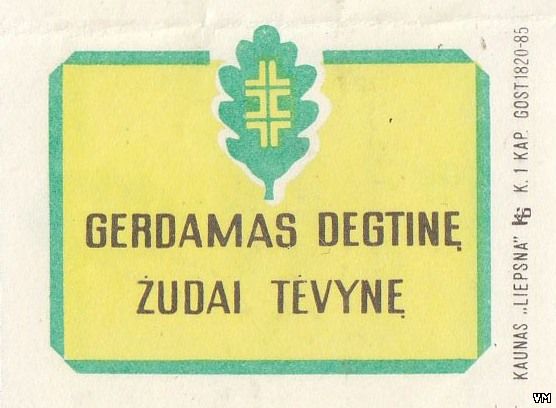 GERDAMAS DEGTINĘ
ŽUDAI TĖVYNĘ
KAUNAS „LIEPSNA" K. 1 KAP. GOST 1820-85
VM